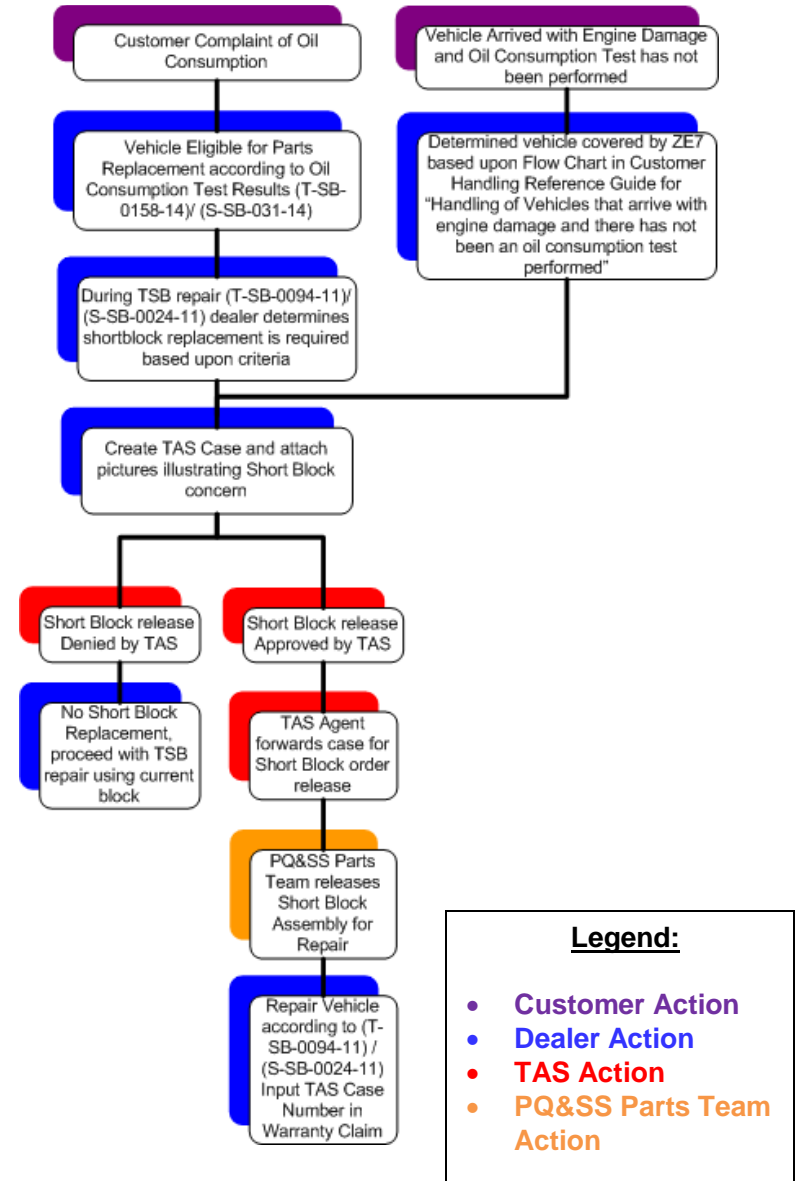 Customer Complaint of Oil
Consumption
Vehicle Arrived with Engine Damage
and Oil Consumption Test has not
been performed
Vehicle Eligible for Parts
Replacement according to Oil
Consumption Test Results (T-SB-
0158-14)/ (S-SB-031-14)
Determined vehicle covered by ZE7
based upon Flow Chart in Customer
Handling Reference Guide for
“Handling of Vehicles that arrive with
engine damage and there has not
been an oil consumption test
performed”
During TSB repair (T-SB-0094-11)/
(S-SB-0024-11) dealer determines
shortblock replacement is required
based upon criteria
Create TAS Case and attach
pictures illustrating Short Block
concern
Short Block release
Denied by TAS
Short Block release
Approved by TAS
No Short Block
Replacement,
proceed with TSB
repair using current
block
TAS Agent
forwards case for
Short Block order
release
PQ&SS Parts
Team releases
Short Block
Assembly for
Repair
Repair Vehicle
according to (T-
SB-0094-11) /
(S-SB-0024-11)
Input TAS Case
Number in
Warranty Claim
Legend:
• Customer Action
• Dealer Action
• TAS Action
• PQ&SS Parts Team
Action